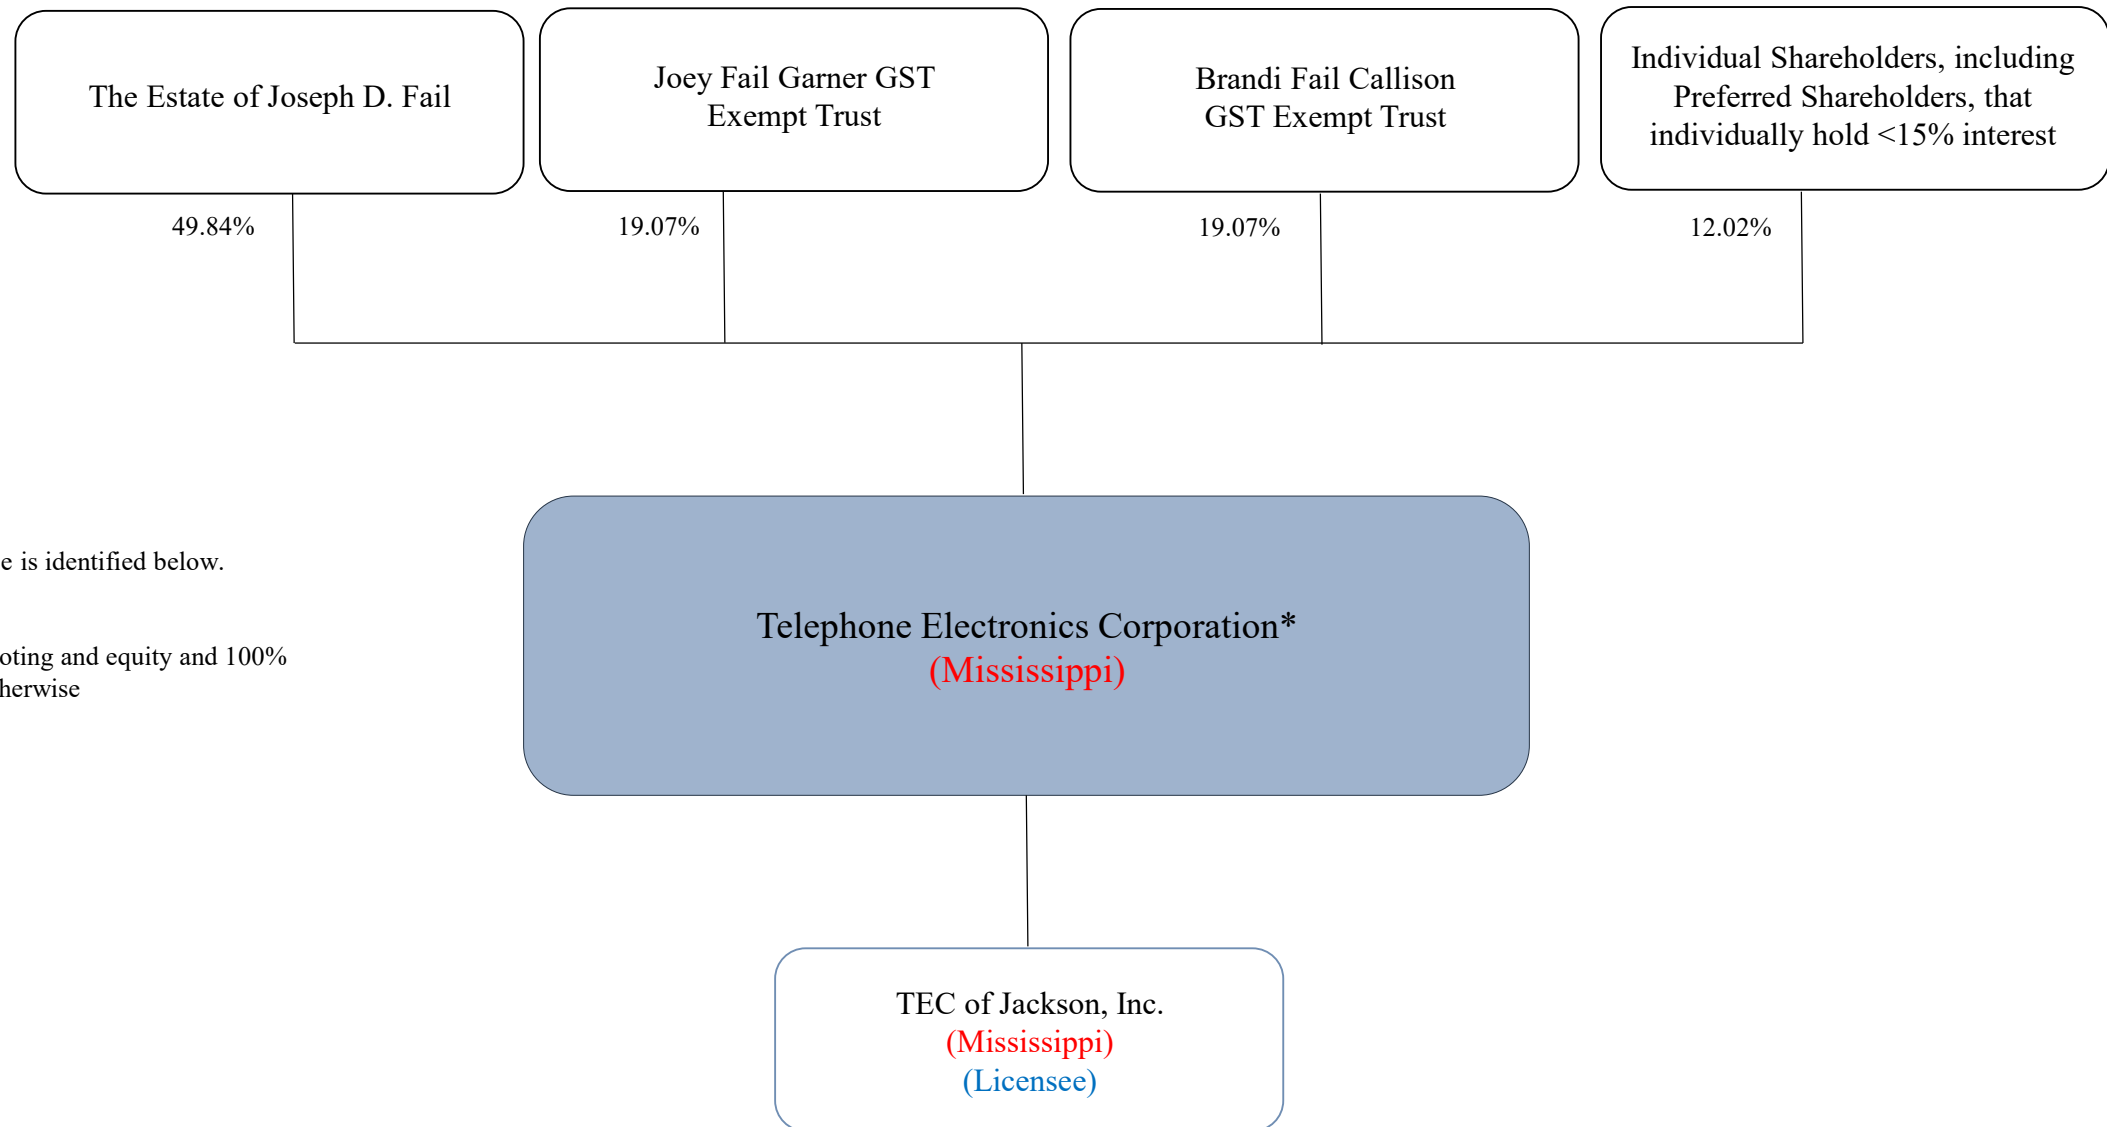 The Estate of Joseph D. Fail
Joey Fail Garner GST
Exempt Trust
Brandi Fail Callison
GST Exempt Trust
Individual Shareholders, including
Preferred Shareholders, that
individually hold <15% interest
49.84%
19.07%
19.07%
12.02%
e is identified below.
oting and equity and 100%
herwise
Telephone Electronics Corporation*
(Mississippi)
TEC of Jackson, Inc.
(Mississippi)
(Licensee)